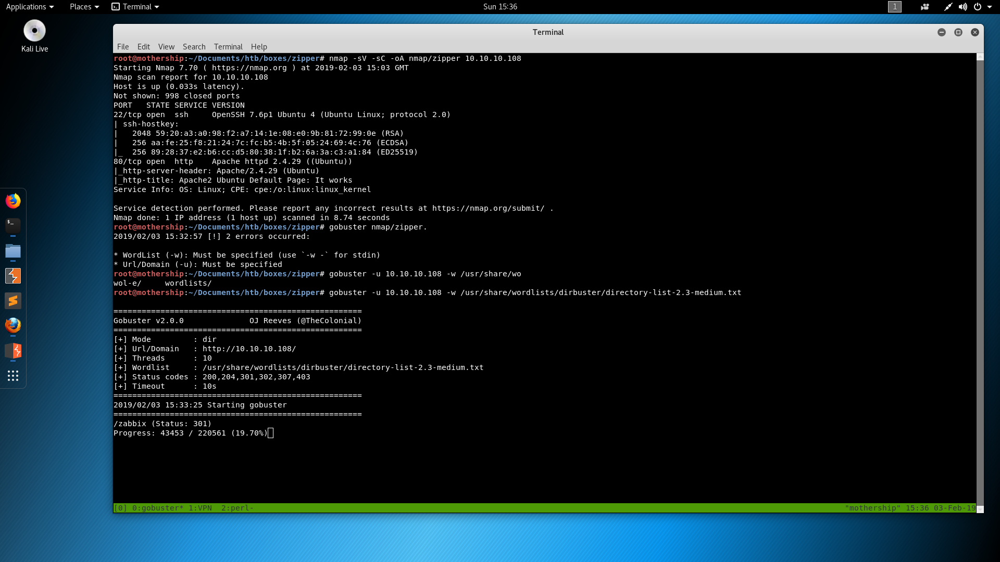 Applications Places Terminal Sun 15:36 1
Kali Live
Terminal
File Edit View Search Terminal Help
root@mothership:~/Documents/htb/boxes/zipper# nmap -sV -sC -oA nmap/zipper 10.10.10.108
Starting Nmap 7.70 ( https://nmap.org ) at 2019-02-03 15:03 GMT
Nmap scan report for 10.10.10.108
Host is up (0.033s latency).
Not shown: 998 closed ports
PORT   STATE SERVICE VERSION
22/tcp open  ssh     OpenSSH 7.6p1 Ubuntu 4 (Ubuntu Linux; protocol 2.0)
| ssh-hostkey:
|   2048 59:20:a3:a0:98:f2:a7:14:1e:08:e0:9b:81:72:99:0e (RSA)
|   256 aa:fe:25:f8:21:24:7c:fc:b5:4b:5f:05:24:69:4c:76 (ECDSA)
|_  256 89:28:37:e2:b6:cc:d5:80:38:1f:b2:6a:3a:c3:a1:84 (ED25519)
80/tcp open  http    Apache httpd 2.4.29 ((Ubuntu))
|_http-server-header: Apache/2.4.29 (Ubuntu)
|_http-title: Apache2 Ubuntu Default Page: It works
Service Info: OS: Linux; CPE: cpe:/o:linux:linux_kernel
Service detection performed. Please report any incorrect results at https://nmap.org/submit/ .
Nmap done: 1 IP address (1 host up) scanned in 8.74 seconds
root@mothership:~/Documents/htb/boxes/zipper# gobuster nmap/zipper.
2019/02/03 15:32:57 [!] 2 errors occurred:
* WordList (-w): Must be specified (use `-w -` for stdin)
* Url/Domain (-u): Must be specified
root@mothership:~/Documents/htb/boxes/zipper# gobuster -u 10.10.10.108 -w /usr/share/wo
wol-e/     wordlists/
root@mothership:~/Documents/htb/boxes/zipper# gobuster -u 10.10.10.108 -w /usr/share/wordlists/dirbuster/directory-list-2.3-medium.txt
=====================================================
Gobuster v2.0.0              OJ Reeves (@TheColonial)
=====================================================
[+] Mode         : dir
[+] Url/Domain   : http://10.10.10.108/
[+] Threads      : 10
[+] Wordlist     : /usr/share/wordlists/dirbuster/directory-list-2.3-medium.txt
[+] Status codes : 200,204,301,302,307,403
[+] Timeout      : 10s
=====================================================
2019/02/03 15:33:25 Starting gobuster
=====================================================
/zabbix (Status: 301)
Progress: 43453 / 220561 (19.70%)
[0] 0:gobuster* 1:VPN  2:perl- "mothership" 15:36 03-Feb-19